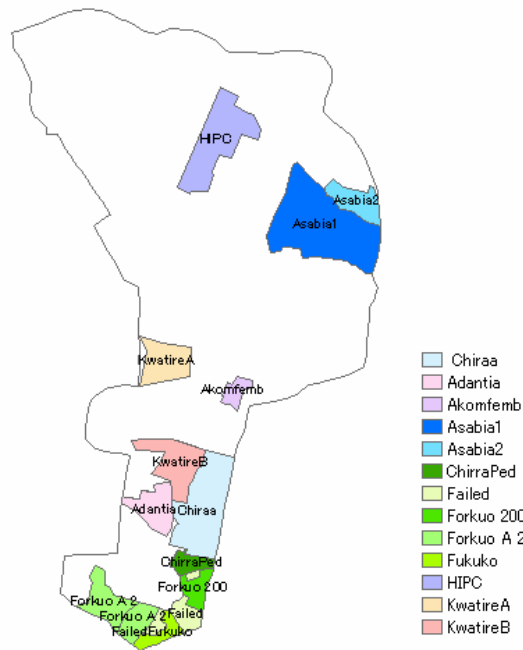 HIPC
Asabia2
Asabia1
KwatireA
Akomfemb
KwatireB
Adantia
Chiraa
ChirraPed
Forkuo 200
Forkuo A 2
Forkuo A 2
Failed
Failed
Fukuko
Chiraa
Adantia
Akomfemb
Asabia1
Asabia2
ChirraPed
Failed
Forkuo 200
Forkuo A 2
Fukuko
HIPC
KwatireA
KwatireB